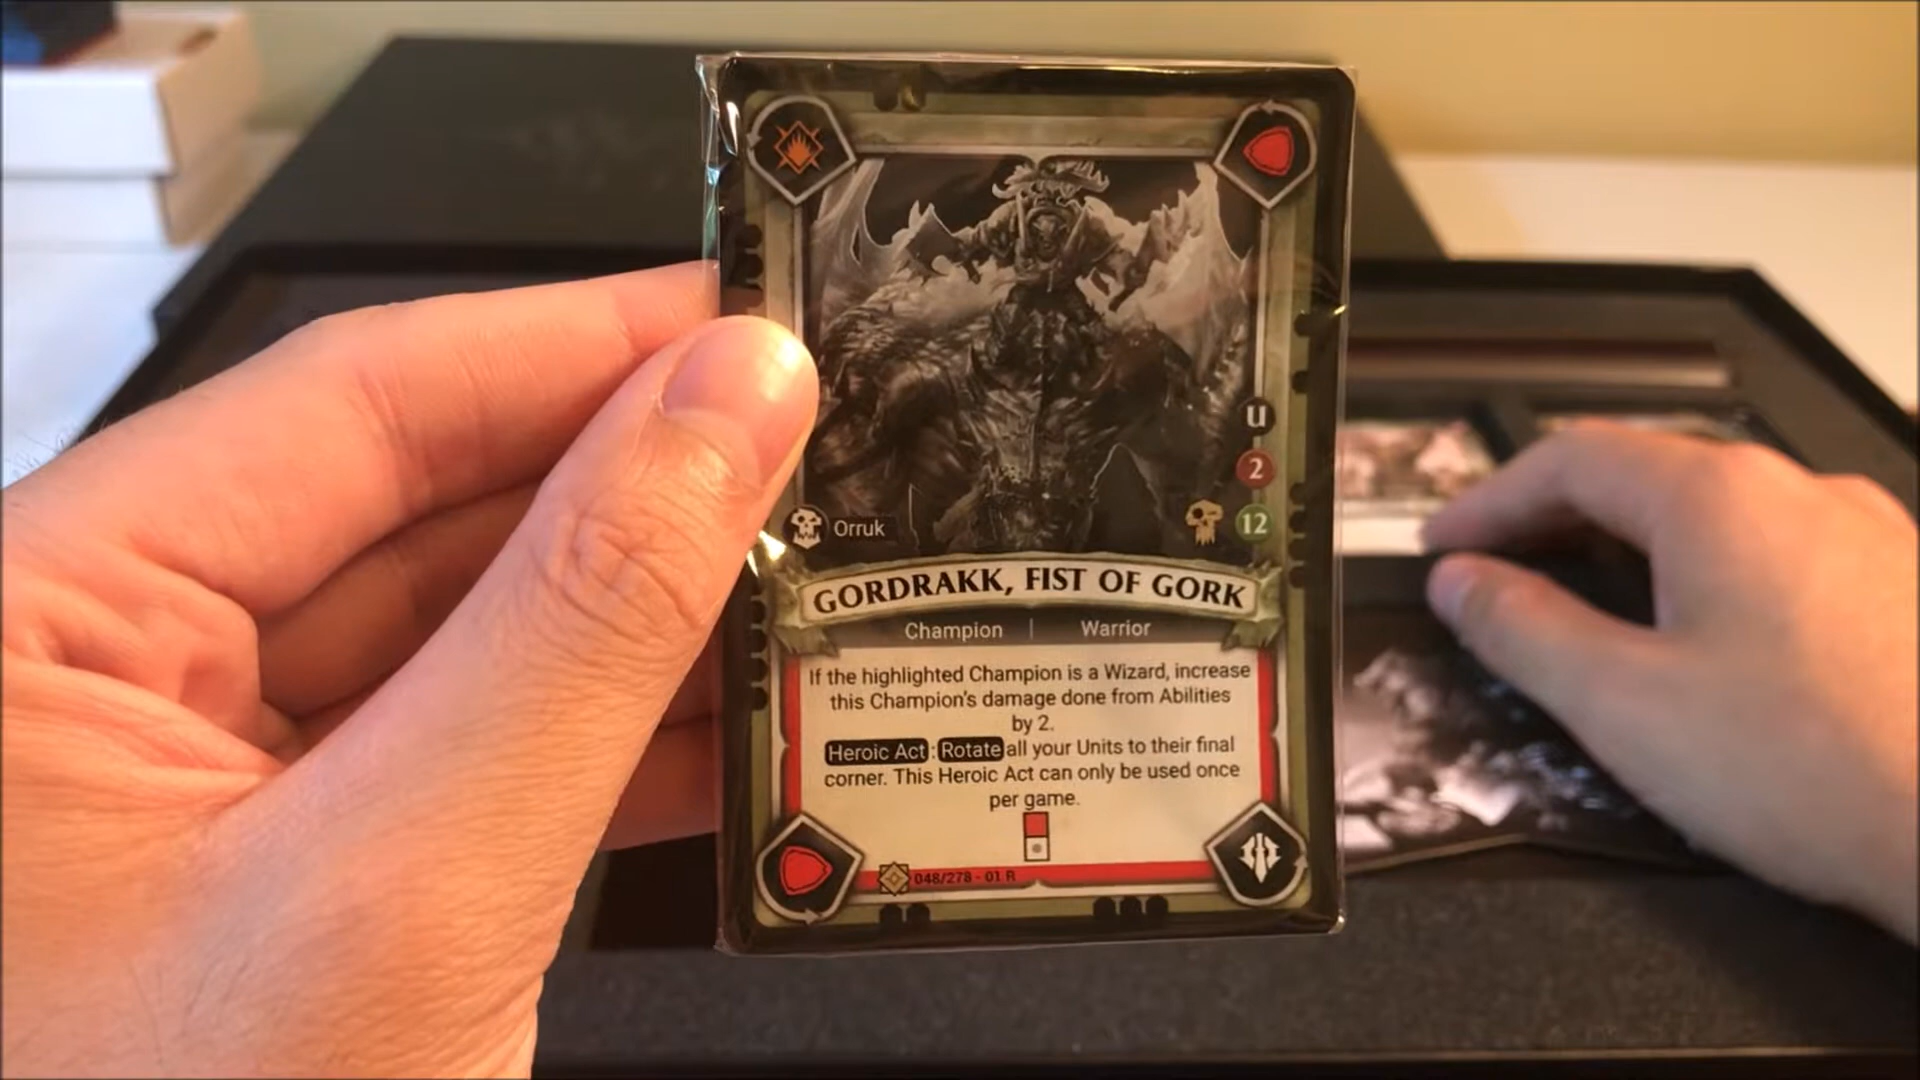 U
2
Orruk
12
GORDRAKK, FIST OF GORK
Champion | Warrior
If the highlighted Champion is a Wizard, increase
this Champion's damage done from Abilities
by 2.
Heroic Act : Rotate all your Units to their final
corner. This Heroic Act can only be used once
per game.
048/278 - 01 R